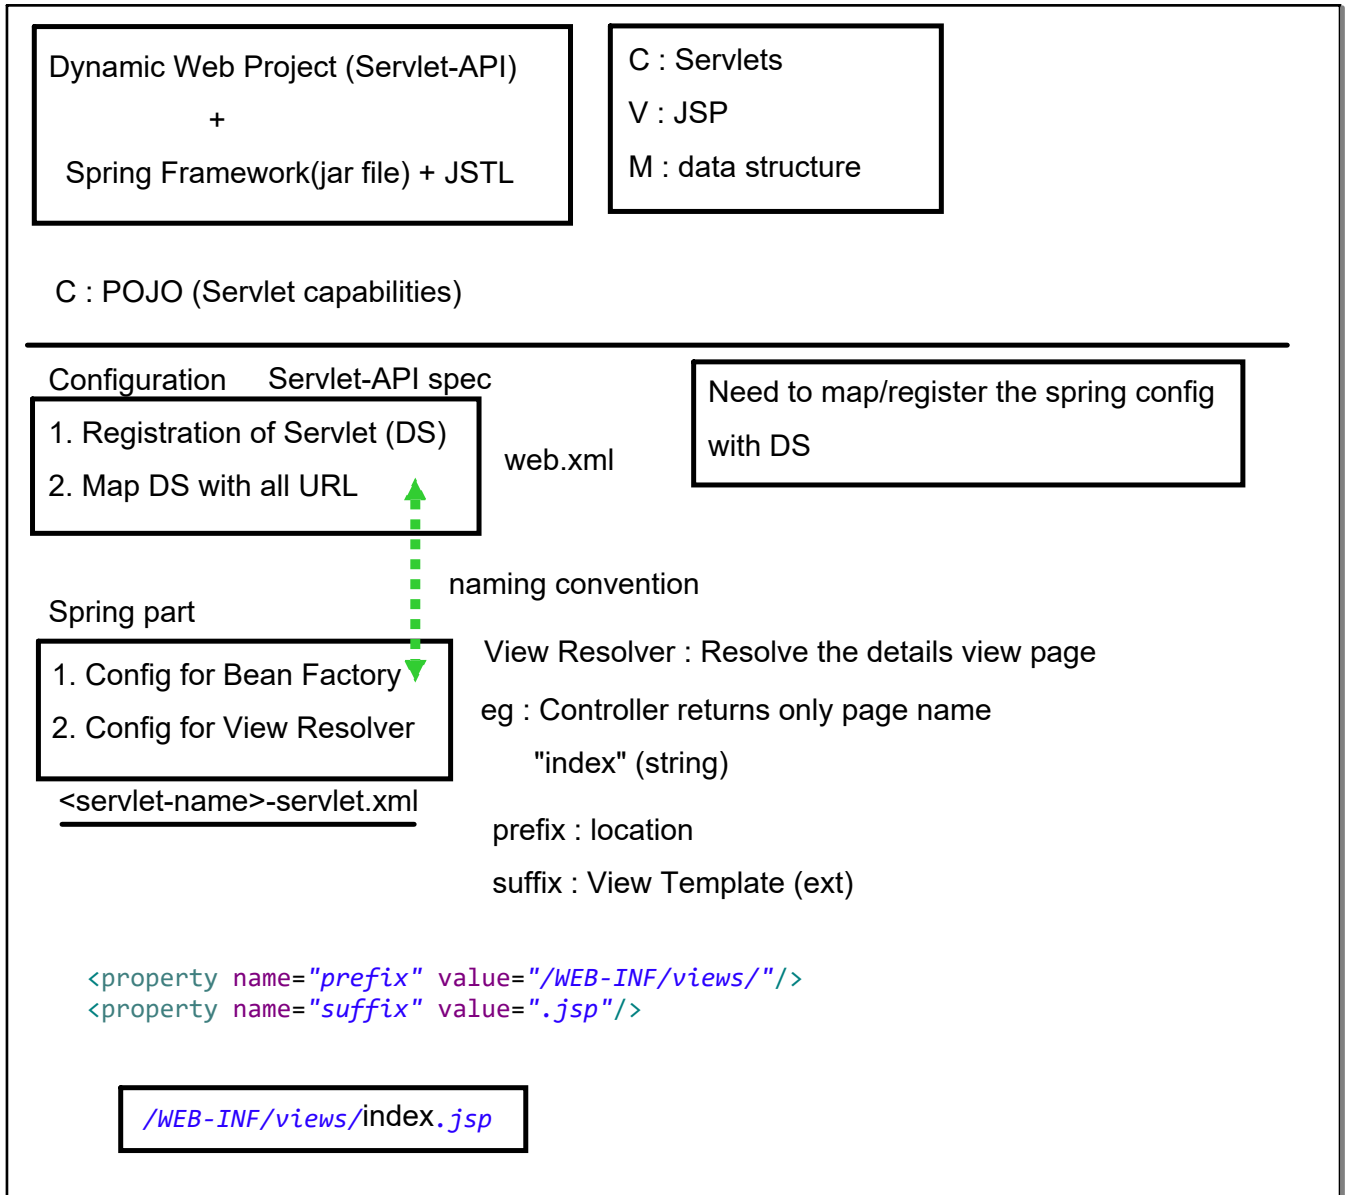 Dynamic Web Project (Servlet-API)
+
Spring Framework(jar file) + JSTL
C : Servlets
V : JSP
M : data structure
C : POJO (Servlet capabilities)
Configuration Servlet-API spec
1. Registration of Servlet (DS)
2. Map DS with all URL
web.xml
Need to map/register the spring config
with DS
naming convention
Spring part
1. Config for Bean Factory
2. Config for View Resolver
<servlet-name>-servlet.xml
View Resolver : Resolve the details view page
eg : Controller returns only page name
"index" (string)
prefix : location
suffix : View Template (ext)
<property name="prefix" value="/WEB-INF/views/"/>
<property name="suffix" value=".jsp"/>
/WEB-INF/views/index.jsp